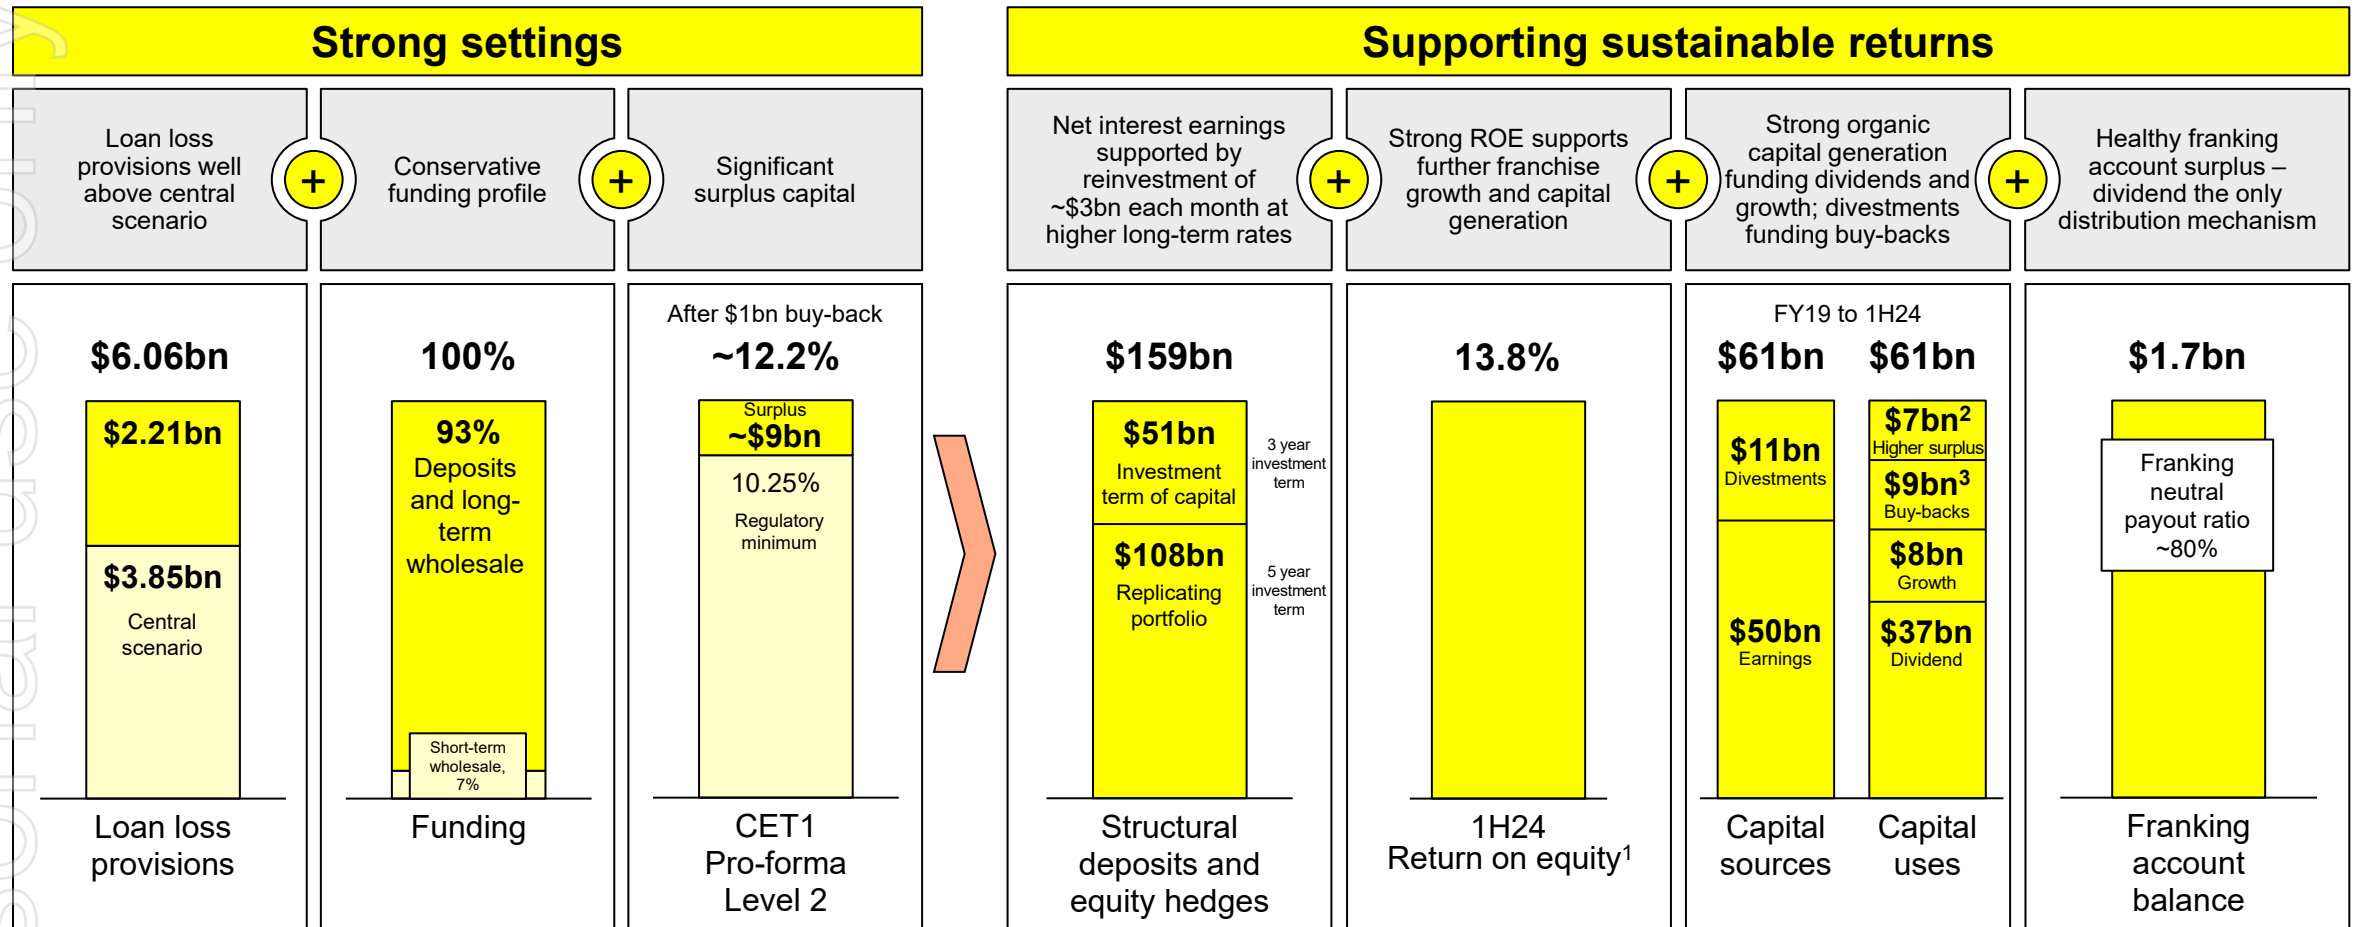 Strong settings
Supporting sustainable returns
Loan loss
provisions well
above central
scenario
+
Conservative
funding profile
+
Significant
surplus capital
Net interest earnings
supported by
reinvestment of
~$3bn each month at
higher long-term rates
+
Strong ROE supports
further franchise
growth and capital
generation
+
Strong organic
capital generation
funding dividends and
growth; divestments
funding buy-backs
+
Healthy franking
account surplus –
dividend the only
distribution mechanism
$6.06bn
$2.21bn
$3.85bn
Central
scenario
Loan loss
provisions
100%
93%
Deposits
and long-
term
wholesale
Short-term
wholesale,
7%
Funding
After $1bn buy-back
~12.2%
Surplus
~$9bn
10.25%
Regulatory
minimum
CET1
Pro-forma
Level 2
$159bn
$51bn
Investment
term of capital
3 year
investment
term
$108bn
Replicating
portfolio
5 year
investment
term
Structural
deposits and
equity hedges
13.8%
1H24
Return on equity1
FY19 to 1H24
$61bn
$11bn
Divestments
$50bn
Earnings
Capital
sources
$61bn
$7bn2
Higher surplus
$9bn3
Buy-backs
$8bn
Growth
$37bn
Dividend
Capital
uses
$1.7bn
Franking
neutral
payout ratio
~80%
Franking
account
balance